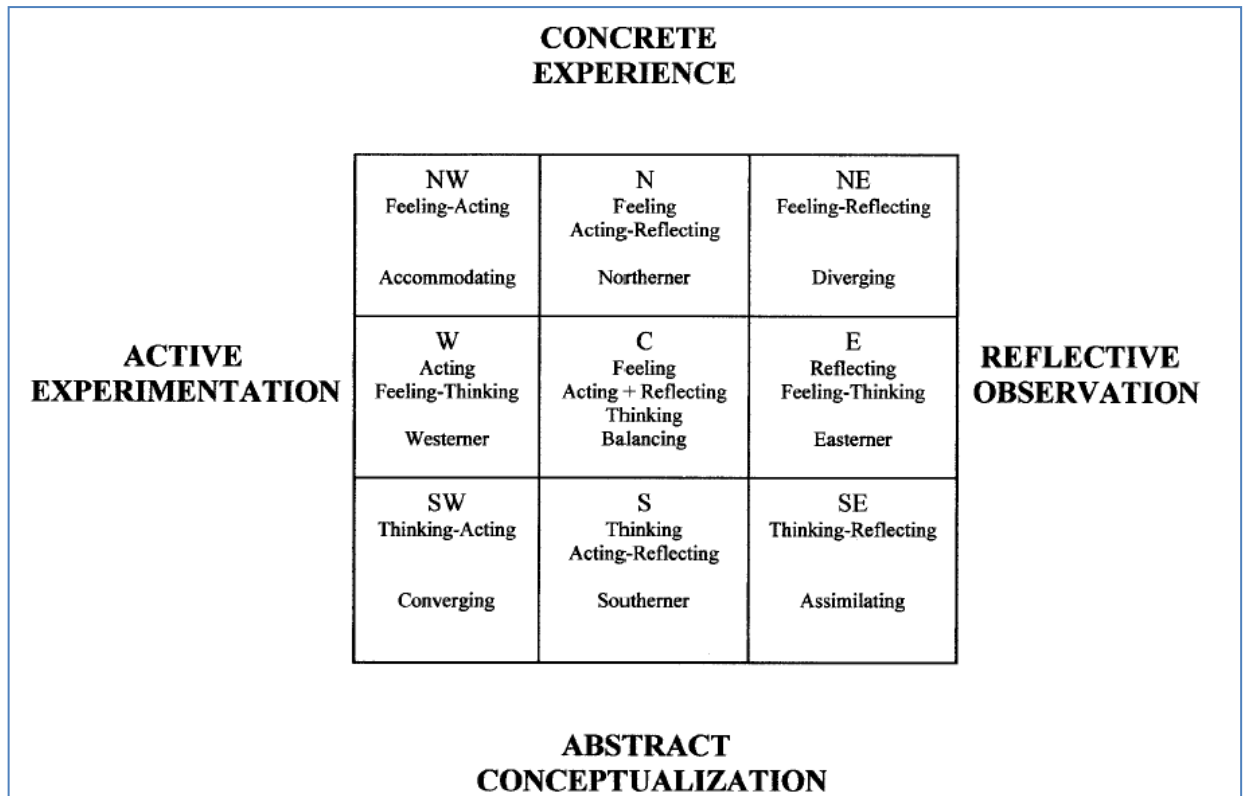 CONCRETE
EXPERIENCE
NW
Feeling-Acting
Accommodating
N
Feeling
Acting-Reflecting
Northerner
NE
Feeling-Reflecting
Diverging
ACTIVE
EXPERIMENTATION
W
Acting
Feeling-Thinking
Westerner
C
Feeling
Acting + Reflecting
Thinking
Balancing
E
Reflecting
Feeling-Thinking
Easterner
REFLECTIVE
OBSERVATION
SW
Thinking-Acting
Converging
S
Thinking
Acting-Reflecting
Southerner
SE
Thinking-Reflecting
Assimilating
ABSTRACT
CONCEPTUALIZATION